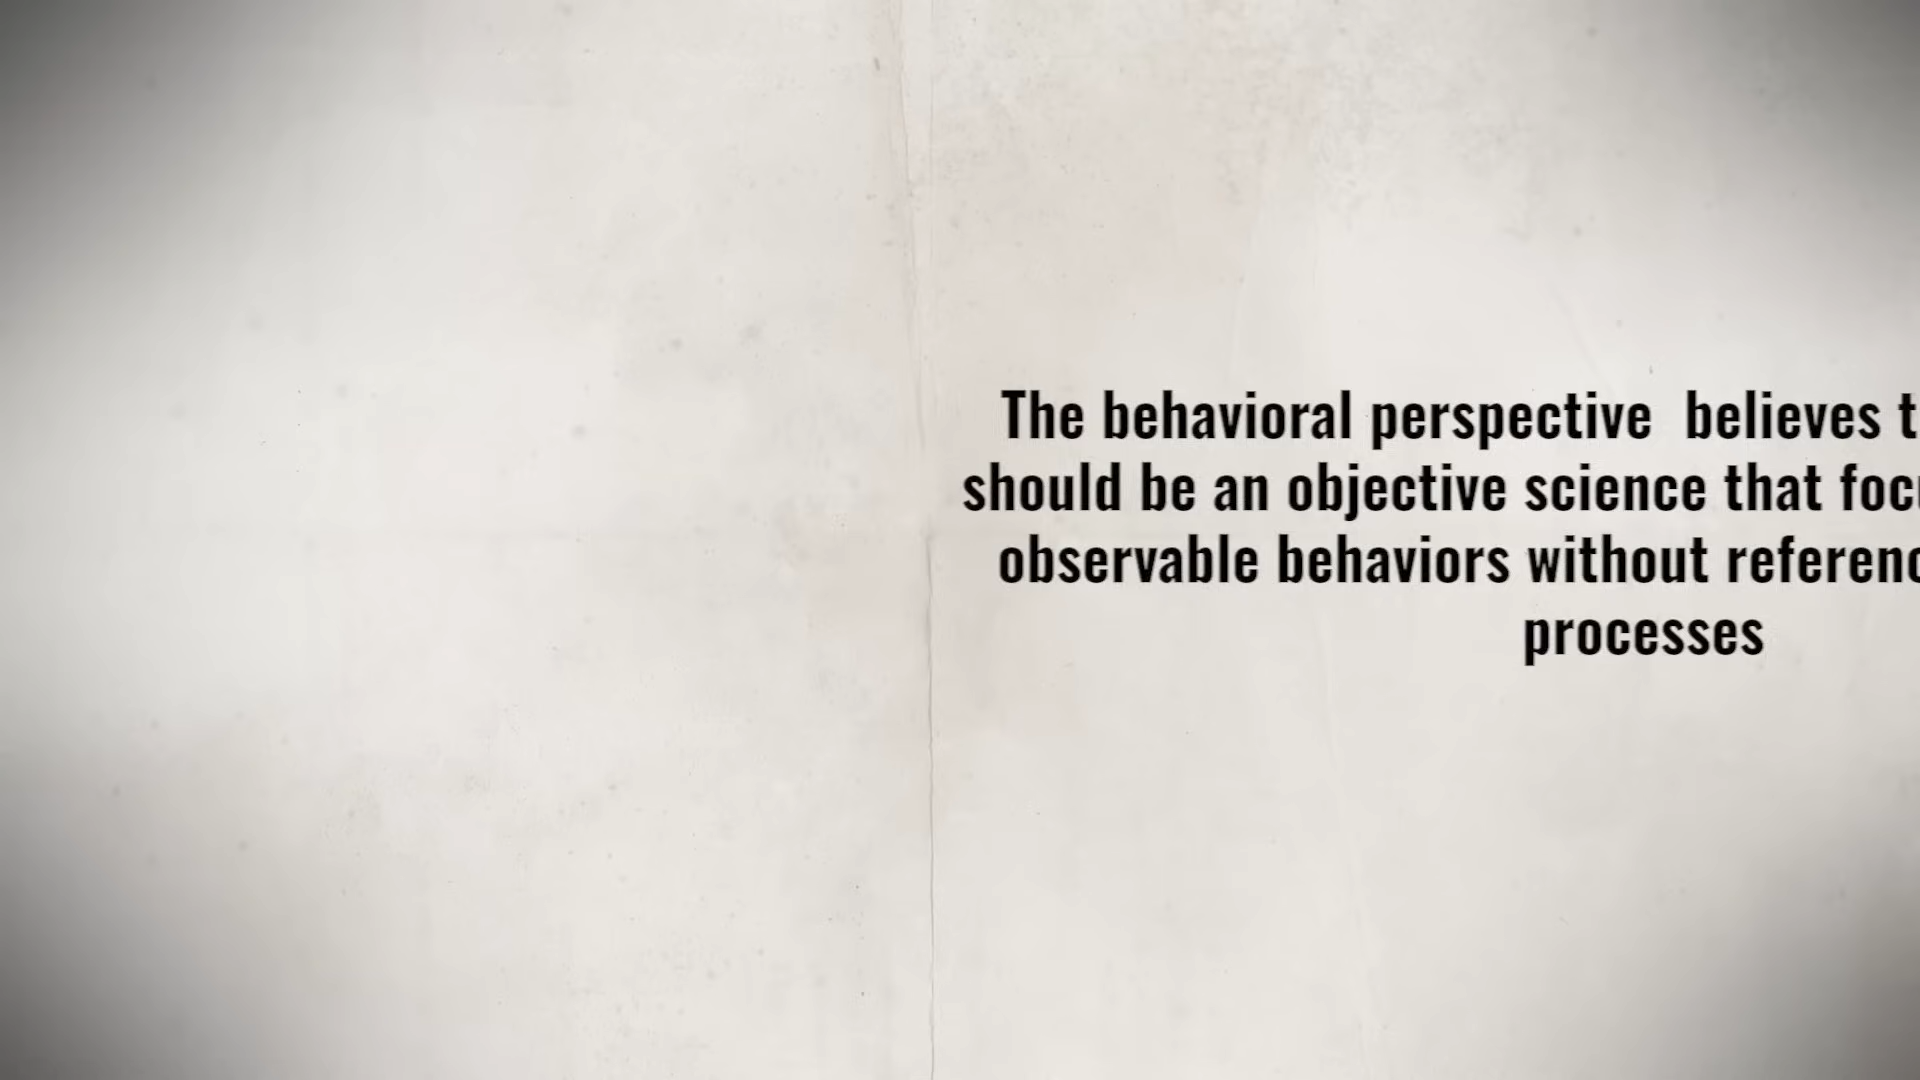 The behavioral perspective believes
should be an objective science that
observable behaviors without
processes